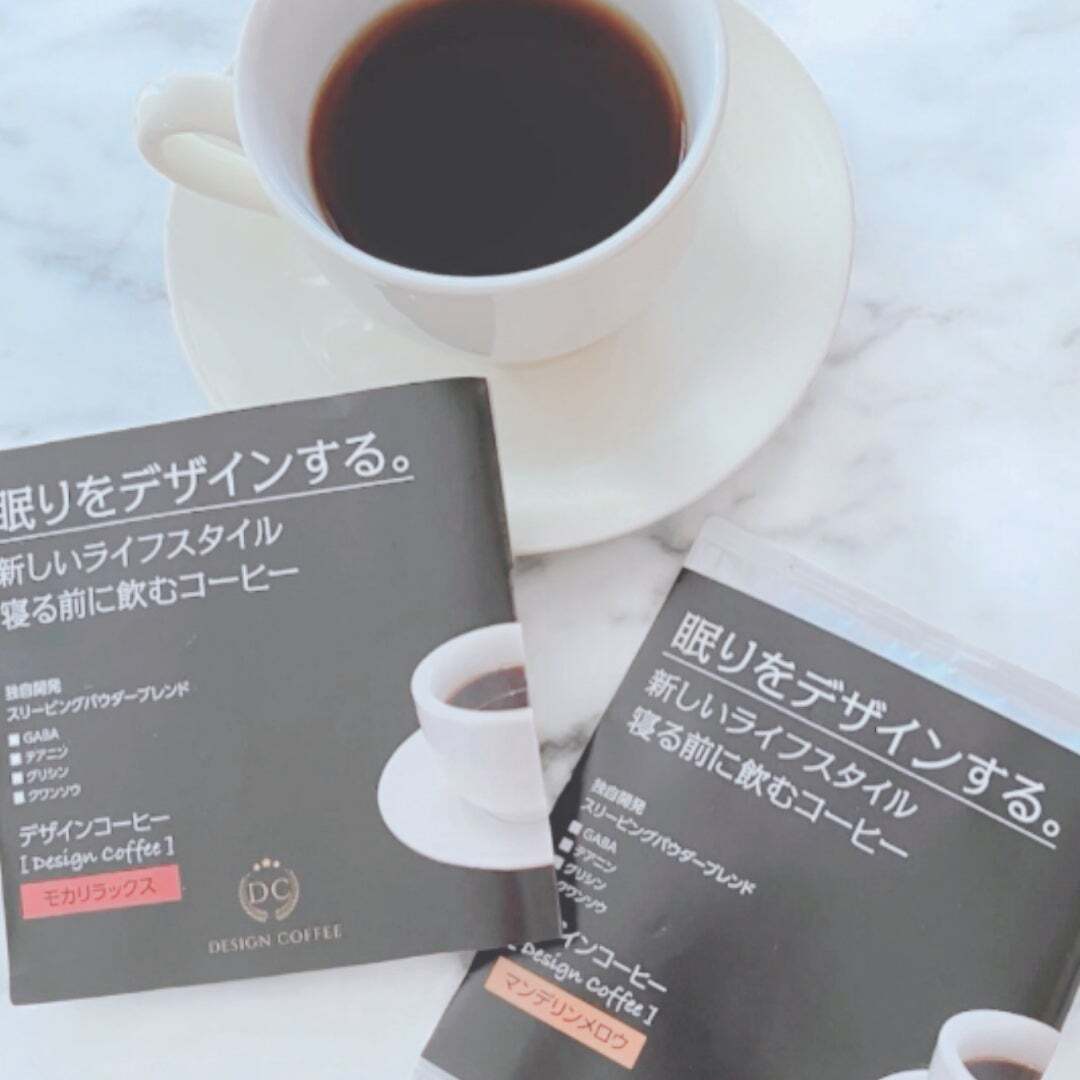 眠りをデザインする。
新しいライフスタイル
寝る前に飲むコーヒー
独自開発
スリーピングパウダーブレンド
■ GABA
■ テアニン
■ グリシン
■ クワンソウ
デザインコーヒー
[ Design Coffee ]
モカリラックス
DC
DESIGN COFFEE
眠りをデザインする。
新しいライフスタイル
寝る前に飲むコーヒー
独自開発
スリーピングパウダーブレンド
■ GABA
■ テアニン
グリシン
クワンソウ
インコーヒー
[ Design Coffee ]
マンデリンメロウ